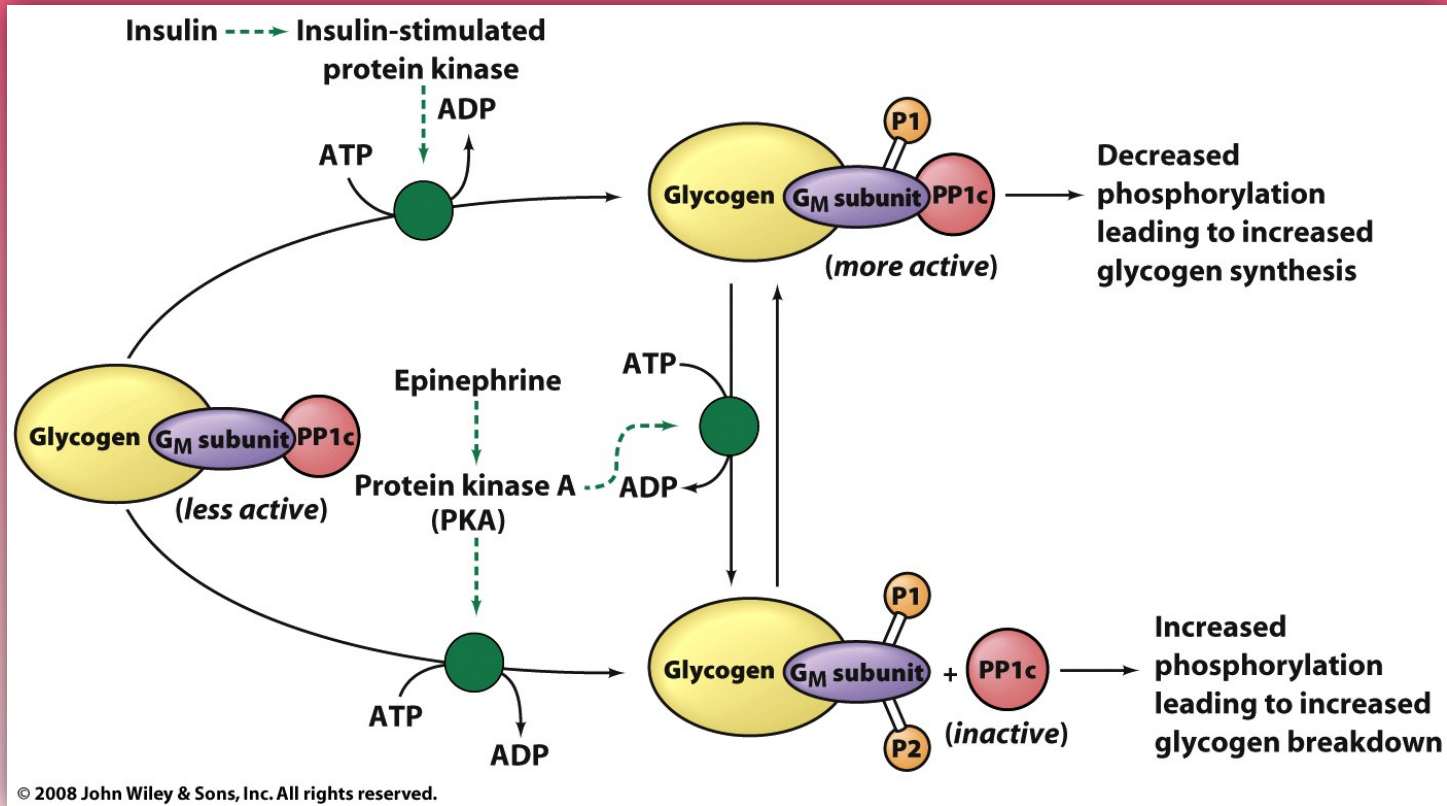 Insulin Insulin-stimulated
protein kinase
ADP
ATP
P1
Glycogen GM subunit PP1c
(more active)
Decreased
phosphorylation
leading to increased
glycogen synthesis
Glycogen GM subunit PP1c
(less active)
Epinephrine
Protein kinase A
(PKA)
ATP
ADP
ATP
ADP
P1
Glycogen GM subunit + PP1c
P2
(inactive)
Increased
phosphorylation
leading to increased
glycogen breakdown
© 2008 John Wiley & Sons, Inc. All rights reserved.